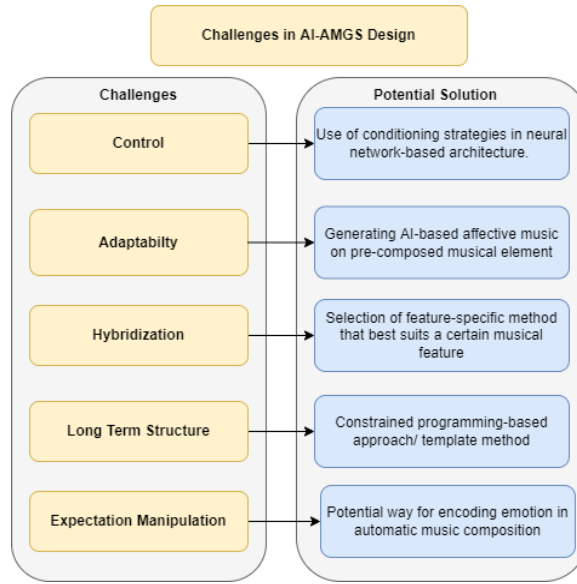 Challenges in AI-AMGS Design
Challenges
Potential Solution
Control
Use of conditioning strategies in neural
network-based architecture.
Adaptabilty
Generating AI-based affective music
on pre-composed musical element
Hybridization
Selection of feature-specific method
that best suits a certain musical
feature
Long Term Structure
Constrained programming-based
approach/ template method
Expectation Manipulation
Potential way for encoding emotion in
automatic music composition